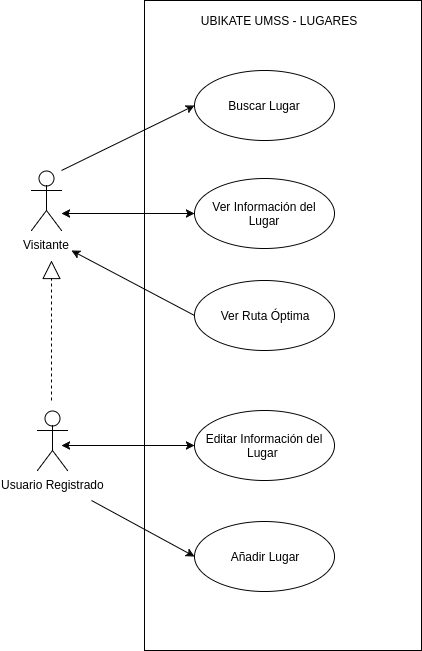 UBIKATE UMSS - LUGARES
Buscar Lugar
Ver Información del
Lugar
Visitante
Ver Ruta Óptima
Editar Información del
Lugar
Usuario Registrado
Añadir Lugar